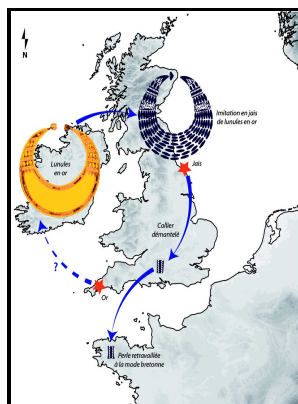 N
Imitation en jais
de lunules en or
Lunules
en or
Jais
Collier
démantelé
?
Or
Perle retravaillée
à la mode bretonne